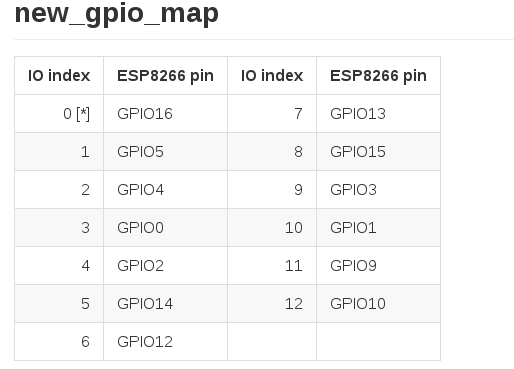 new_gpio_map
IO index ESP8266 pin IO index ESP8266 pin
0 [*] GPIO16 7 GPIO13
1 GPIO5 8 GPIO15
2 GPIO4 9 GPIO3
3 GPIO0 10 GPIO1
4 GPIO2 11 GPIO9
5 GPIO14 12 GPIO10
6 GPIO12